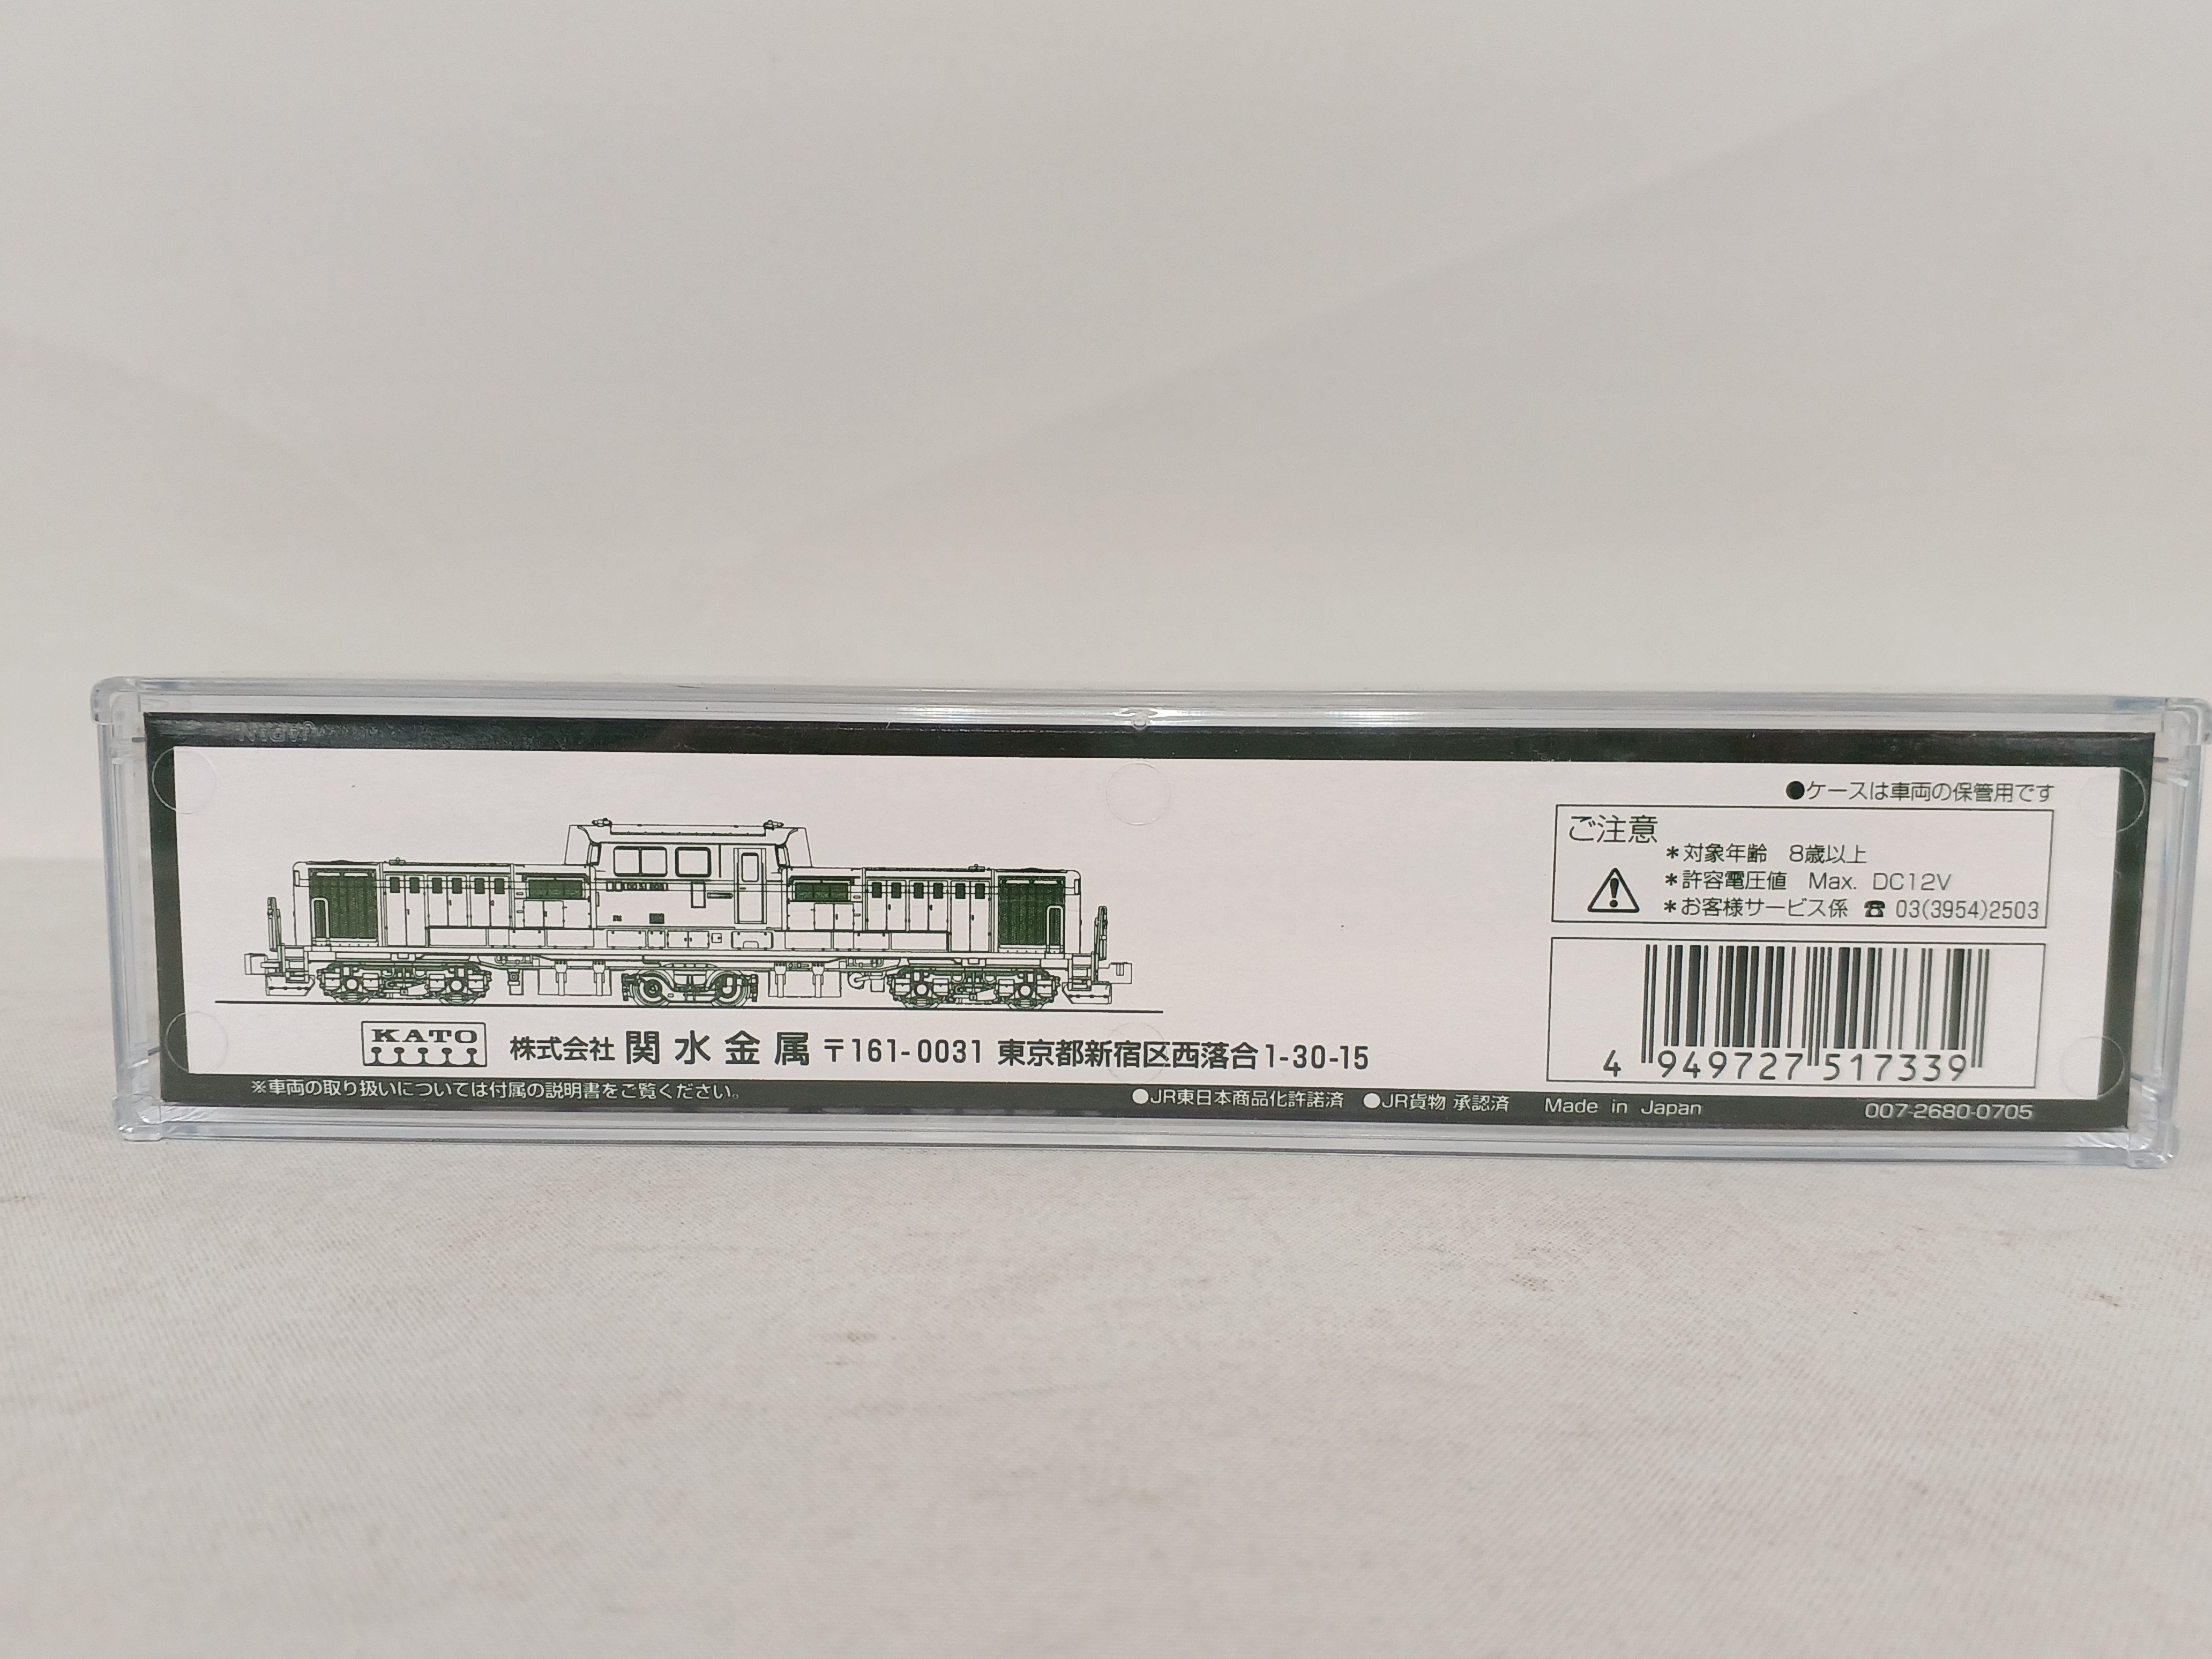 ●ケースは車両の保管用です
ご注意
＊対象年齢　8歳以上
＊許容電圧値　Max. DC12V
＊お客様サービス係 ☎ 03(3954)2503
4 949727 517339
KATO 株式会社 関水金属 〒161-0031 東京都新宿区西落合1-30-15
※車両の取り扱いについては付属の説明書をご覧ください。
●JR東日本商品化許諾済　●JR貨物 承認済　Made in Japan　007-2680-0705